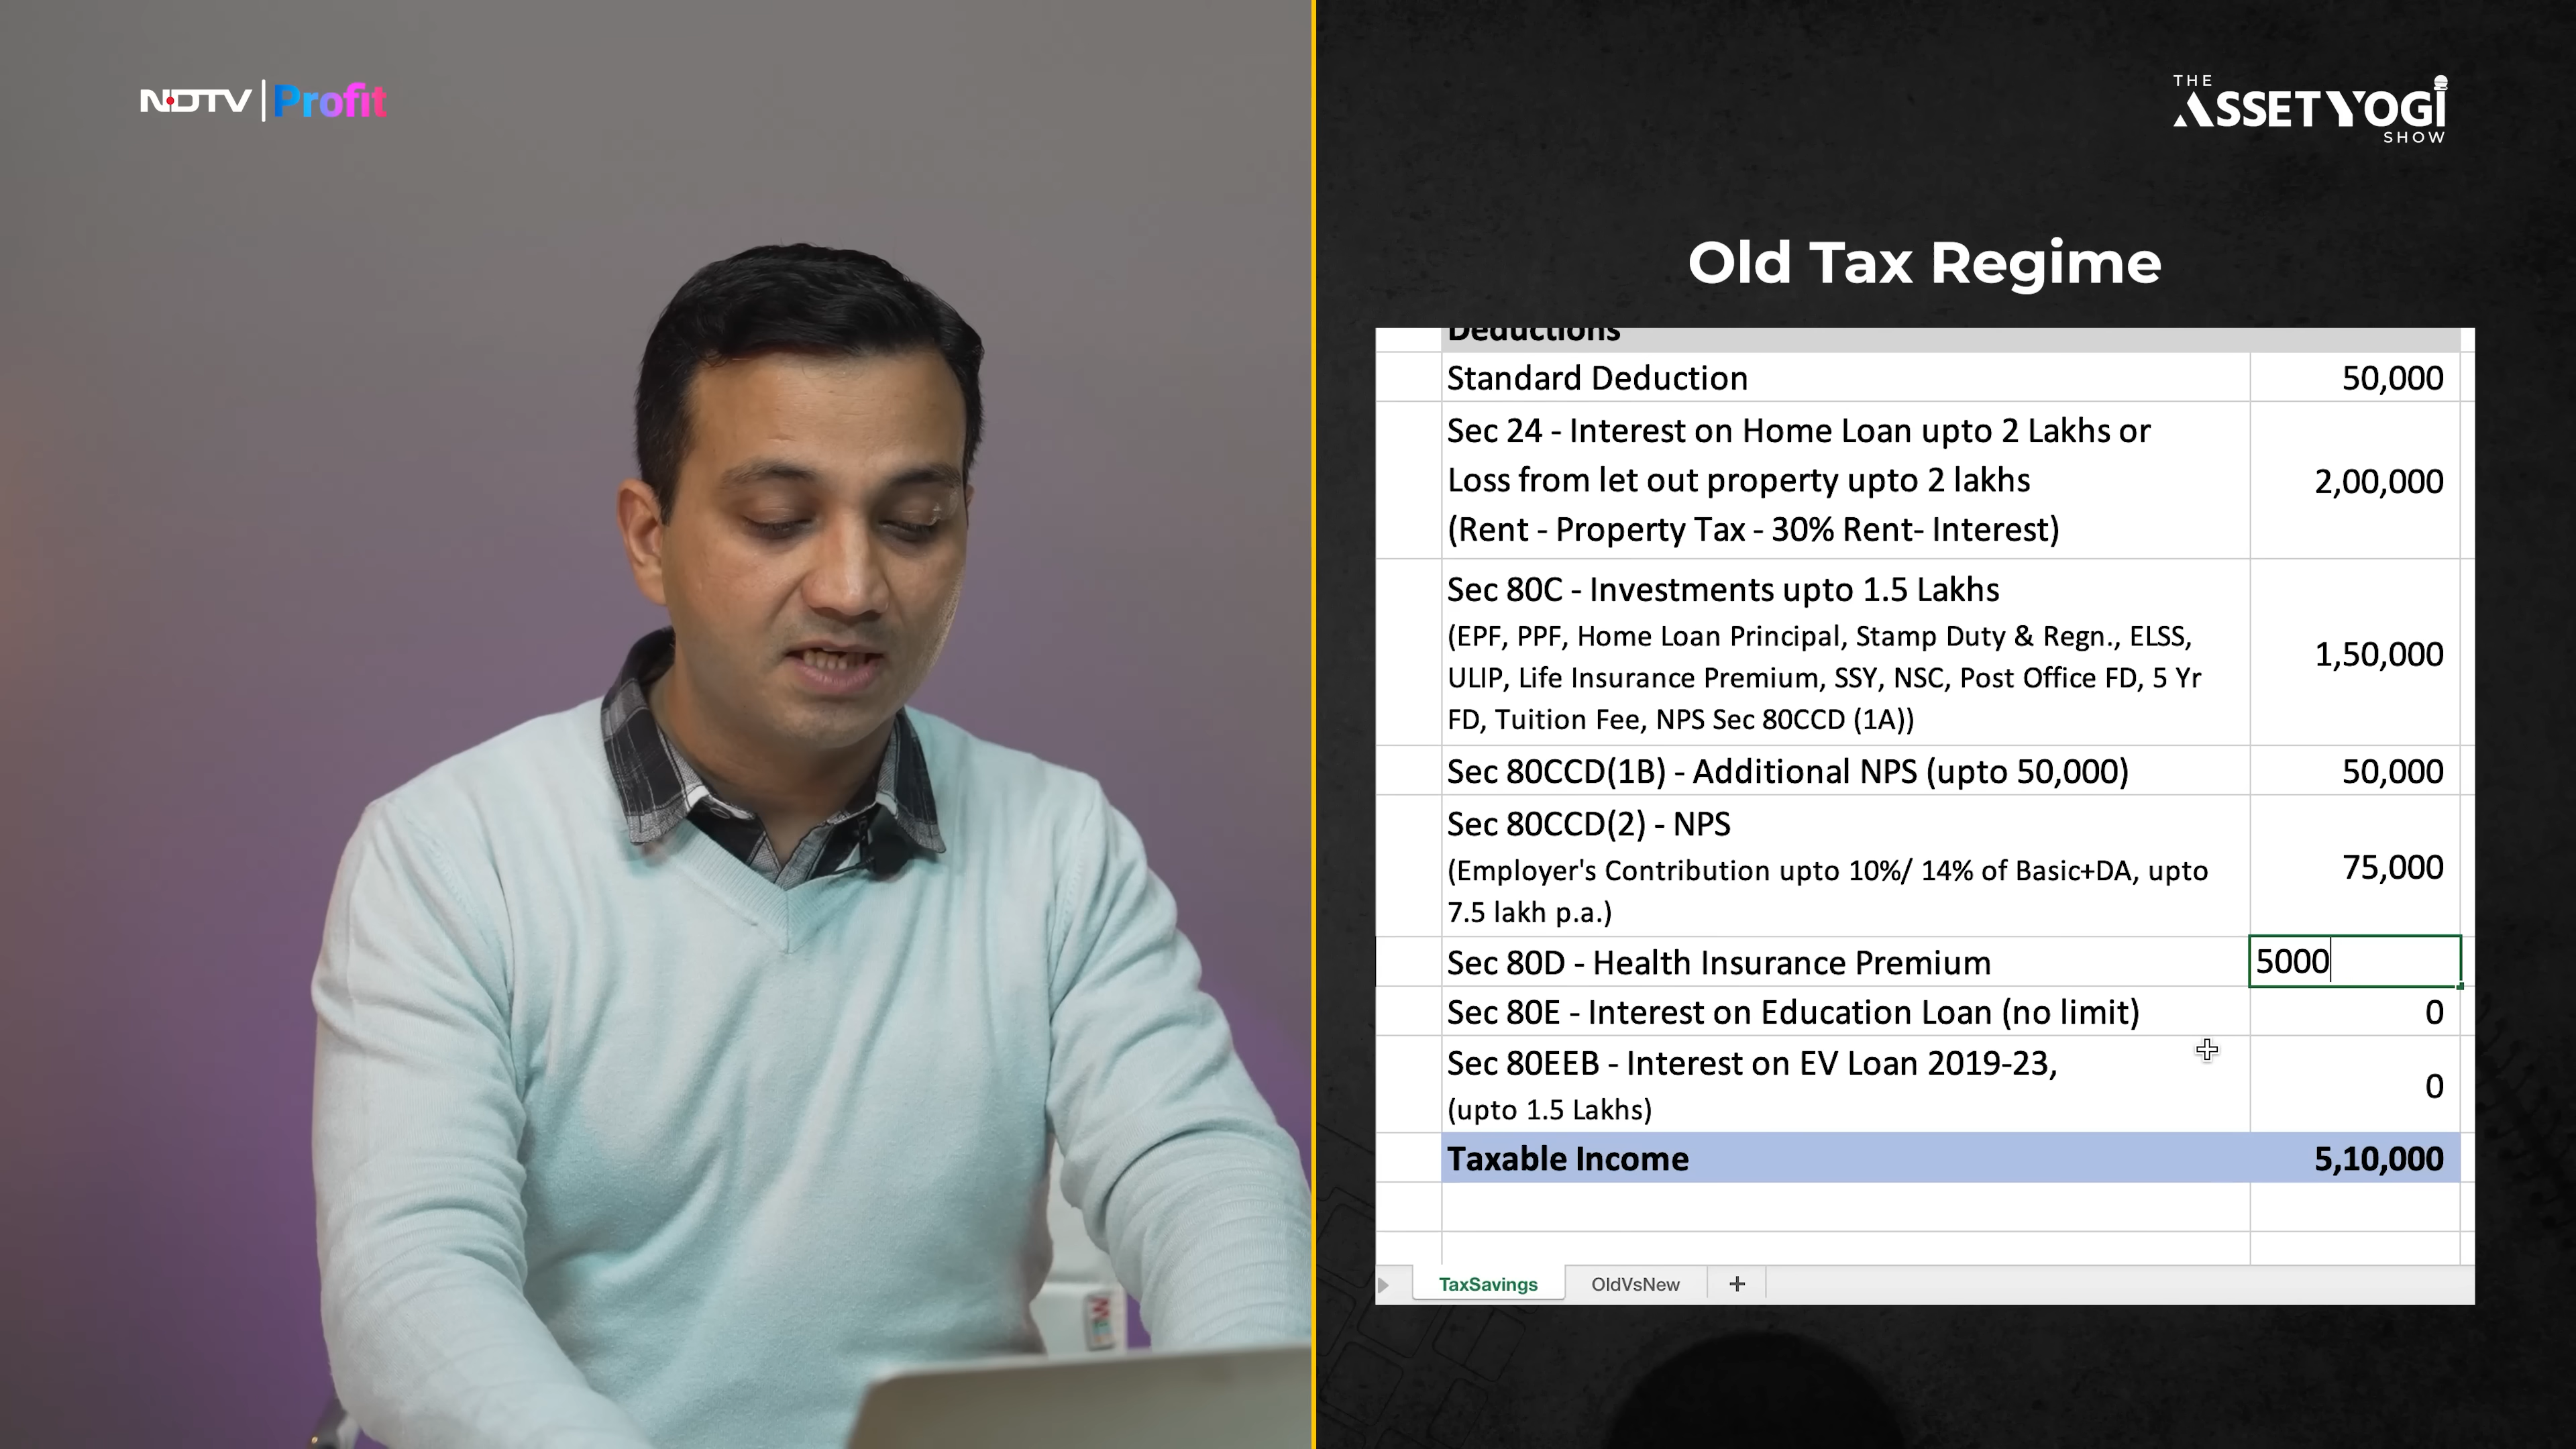 NDTV | Profit
THE
ASSET YOGI
SHOW
Old Tax Regime
Deductions
Standard Deduction 50,000
Sec 24 - Interest on Home Loan upto 2 Lakhs or
Loss from let out property upto 2 lakhs
(Rent - Property Tax - 30% Rent- Interest) 2,00,000
Sec 80C - Investments upto 1.5 Lakhs
(EPF, PPF, Home Loan Principal, Stamp Duty & Regn., ELSS,
ULIP, Life Insurance Premium, SSY, NSC, Post Office FD, 5 Yr
FD, Tuition Fee, NPS Sec 80CCD (1A)) 1,50,000
Sec 80CCD(1B) - Additional NPS (upto 50,000) 50,000
Sec 80CCD(2) - NPS
(Employer's Contribution upto 10%/ 14% of Basic+DA, upto
7.5 lakh p.a.) 75,000
Sec 80D - Health Insurance Premium 5000
Sec 80E - Interest on Education Loan (no limit) 0
Sec 80EEB - Interest on EV Loan 2019-23,
(upto 1.5 Lakhs) 0
Taxable Income 5,10,000
TaxSavings OldVsNew +